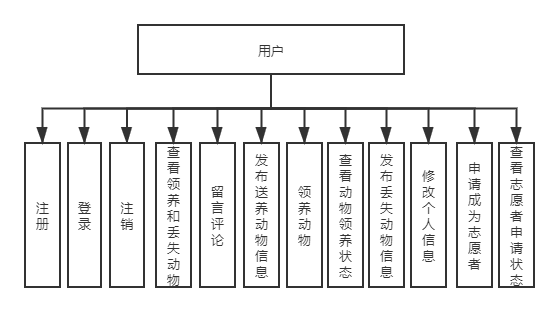 用户
注册
登录
注销
查看领养和丢失动物
留言评论
发布送养动物信息
领养动物
查看动物领养状态
发布丢失动物信息
修改个人信息
申请成为志愿者
查看志愿者申请状态